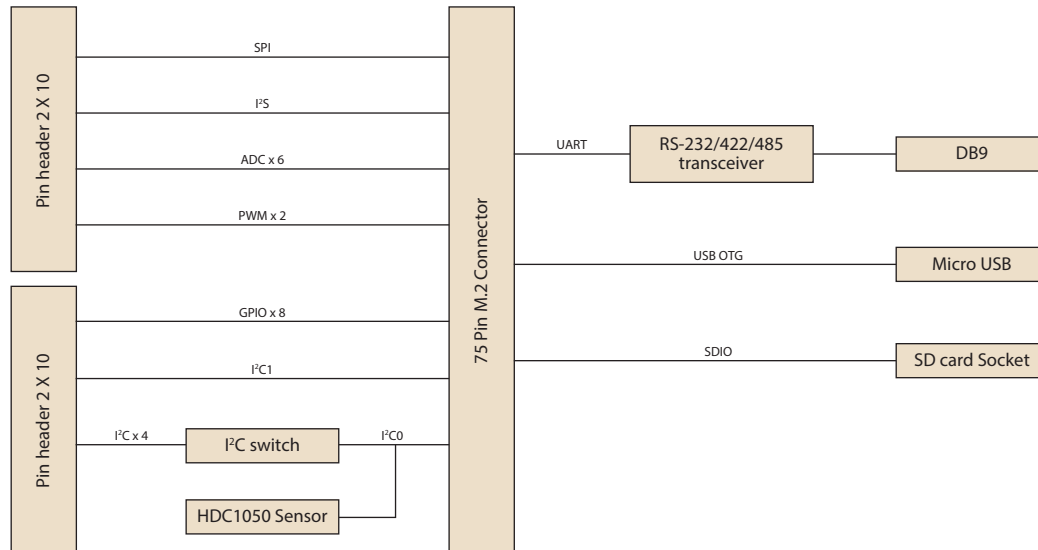 Pin header 2 X 10
SPI
I²S
ADC x 6
PWM x 2
Pin header 2 X 10
GPIO x 8
I²C1
I²C x 4
I²C switch
I²C0
HDC1050 Sensor
75 Pin M.2 Connector
UART
RS-232/422/485
transceiver
DB9
USB OTG
Micro USB
SDIO
SD card Socket